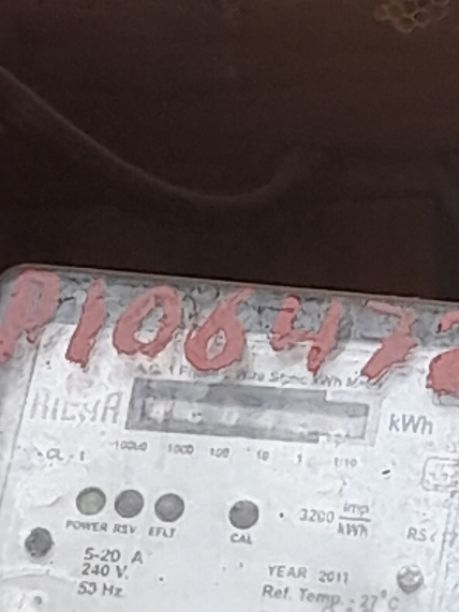 P106472
kWh
CL. 1
10000 1000 100 10 1 1/10
POWER RSV EFLT
CAL
3200 imp/kWh
5-20 A
240 V.
50 Hz
YEAR 2011
Ref. Temp. : 27°C